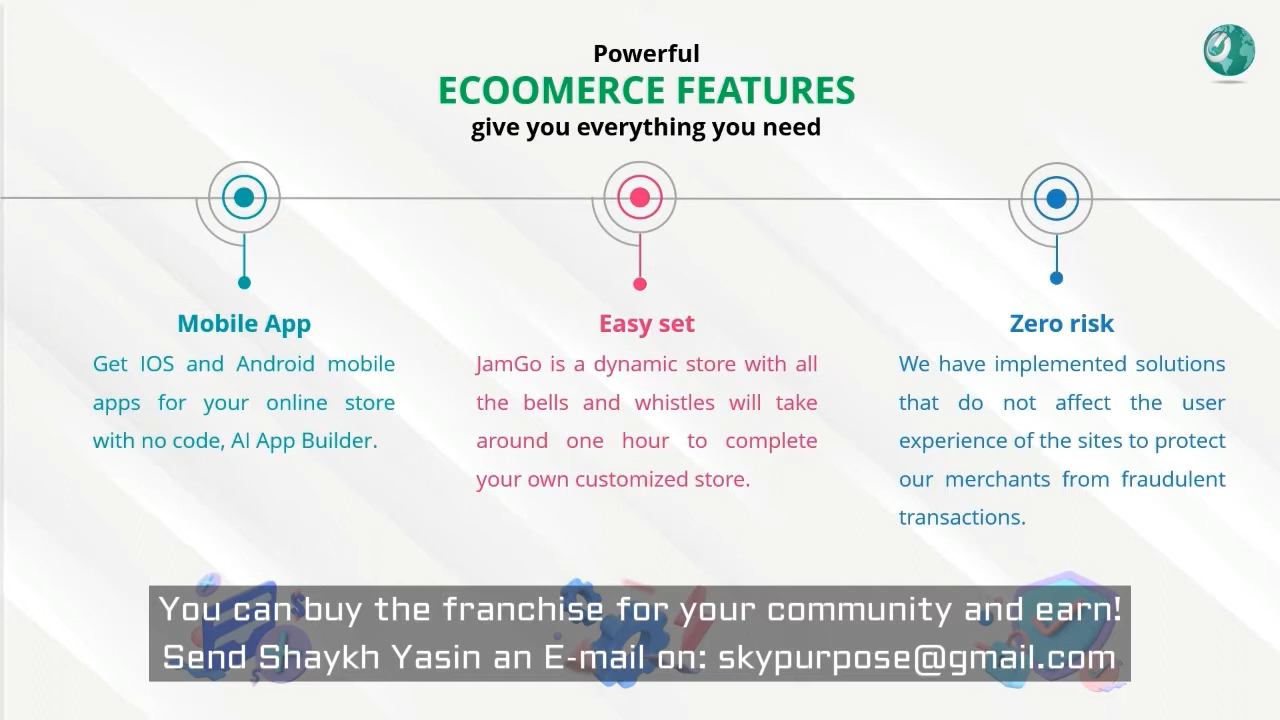 Powerful
ECOOMERCE FEATURES
give you everything you need
Mobile App
Get IOS and Android mobile
apps for your online store
with no code, AI App Builder.
Easy set
JamGo is a dynamic store with all
the bells and whistles will take
around one hour to complete
your own customized store.
Zero risk
We have implemented solutions
that do not affect the user
experience of the sites to protect
our merchants from fraudulent
transactions.
You can buy the franchise for your community and earn!
Send Shaykh Yasin an E-mail on: skypurpose@gmail.com